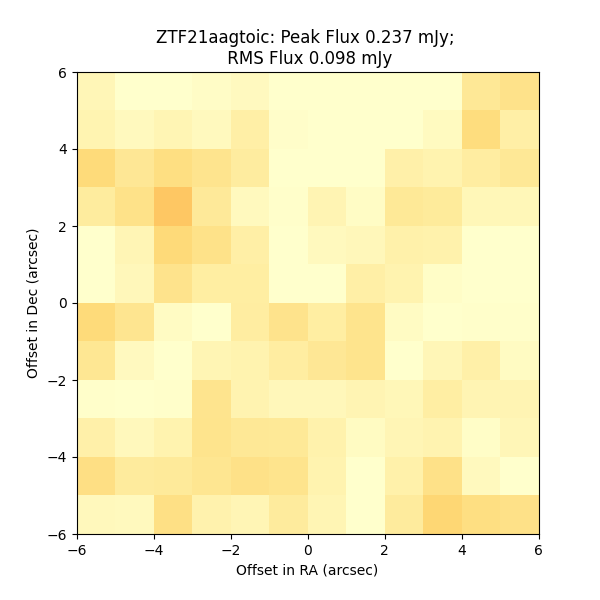 ZTF21aagtoic: Peak Flux 0.237 mJy;
RMS Flux 0.098 mJy
6
4
2
0
−2
−4
−6
Offset in Dec (arcsec)
−6 −4 −2 0 2 4 6
Offset in RA (arcsec)